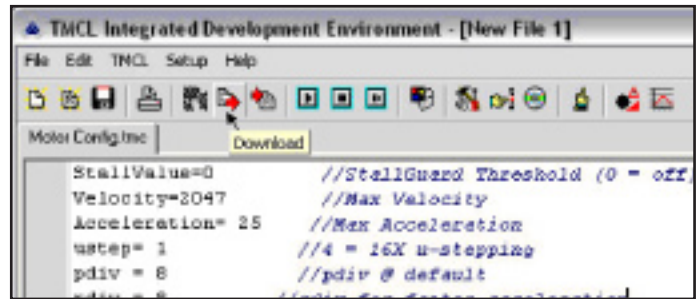 TMCL Integrated Development Environment - [New File 1]
File Edit TMCL Setup Help
Motor Config.tmc
Download
StallValue=0 //StallGuard Threshold (0 = off)
Velocity=2047 //Max Velocity
Acceleration= 25 //Max Acceleration
ustep= 1 //4 = 16X u-stepping
pdiv = 8 //pdiv @ default